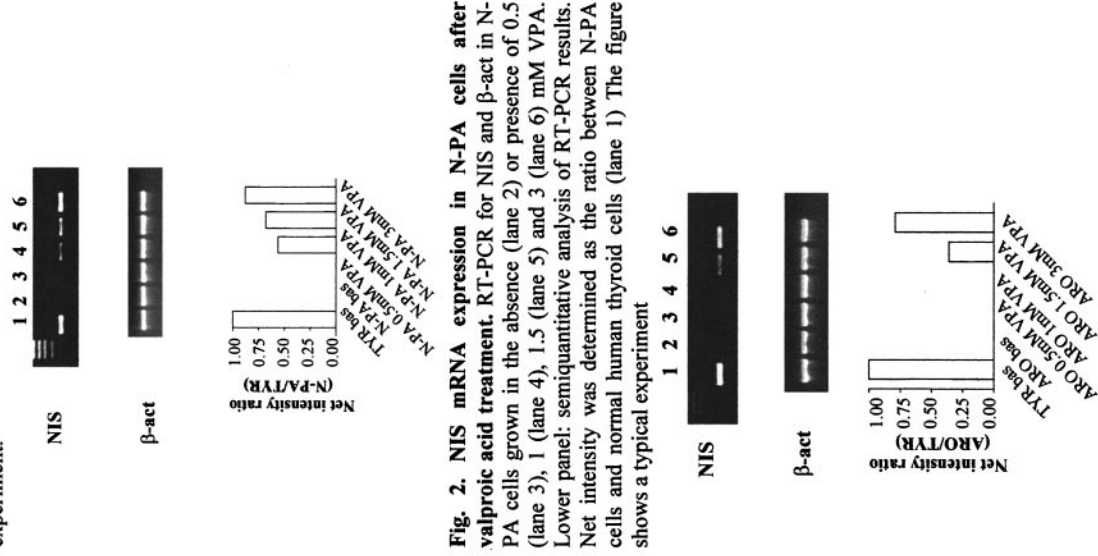 experiment.
1 2 3 4 5 6
NIS
β-act
Net intensity ratio
(N-PA/TYR)
1.00
0.75
0.50
0.25
0.00
TYR bas
N-PA bas
N-PA 0.5mM VPA
N-PA 1mM VPA
N-PA 1.5mM VPA
N-PA 3mM VPA
Fig. 2. NIS mRNA expression in N-PA cells after
valproic acid treatment. RT-PCR for NIS and β-act in N-
PA cells grown in the absence (lane 2) or presence of 0.5
(lane 3), 1 (lane 4), 1.5 (lane 5) and 3 (lane 6) mM VPA.
Lower panel: semiquantitative analysis of RT-PCR results.
Net intensity was determined as the ratio between N-PA
cells and normal human thyroid cells (lane 1) The figure
shows a typical experiment
1 2 3 4 5 6
NIS
β-act
Net intensity ratio
(ARO/TYR)
1.00
0.75
0.50
0.25
0.00
TYR bas
ARO bas
ARO 0.5mM VPA
ARO 1mM VPA
ARO 1.5mM VPA
ARO 3mM VPA